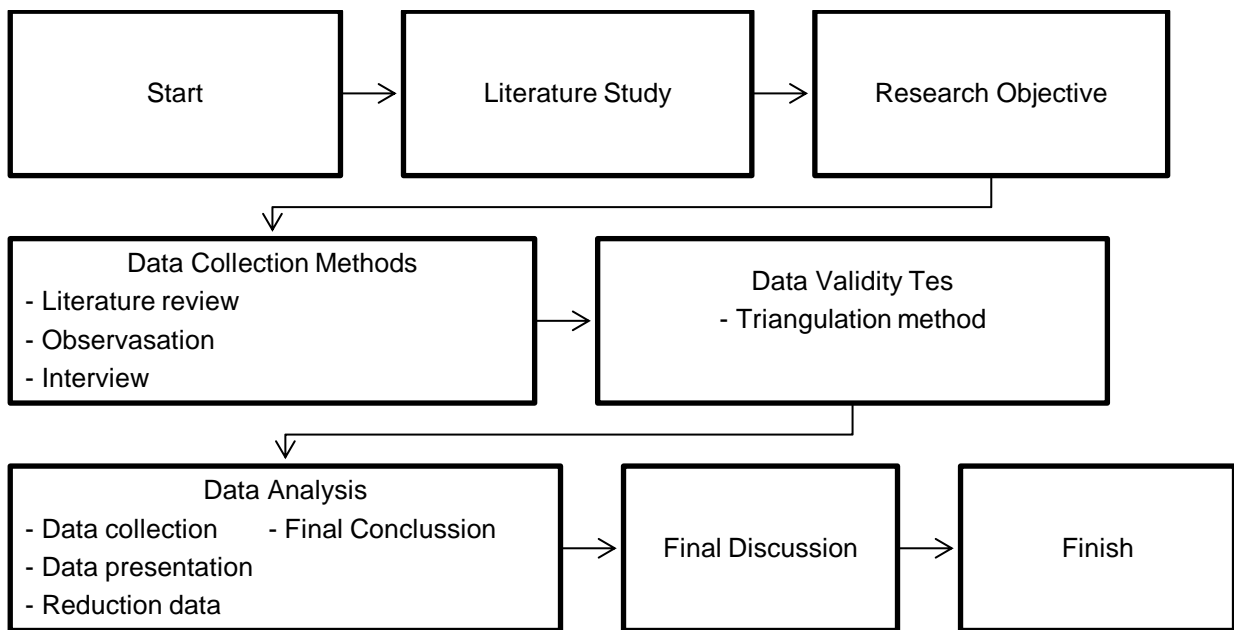 Start
Literature Study
Research Objective
Data Collection Methods
- Literature review
- Observasation
- Interview
Data Validity Tes
- Triangulation method
Data Analysis
- Data collection - Final Conclussion
- Data presentation
- Reduction data
Final Discussion
Finish